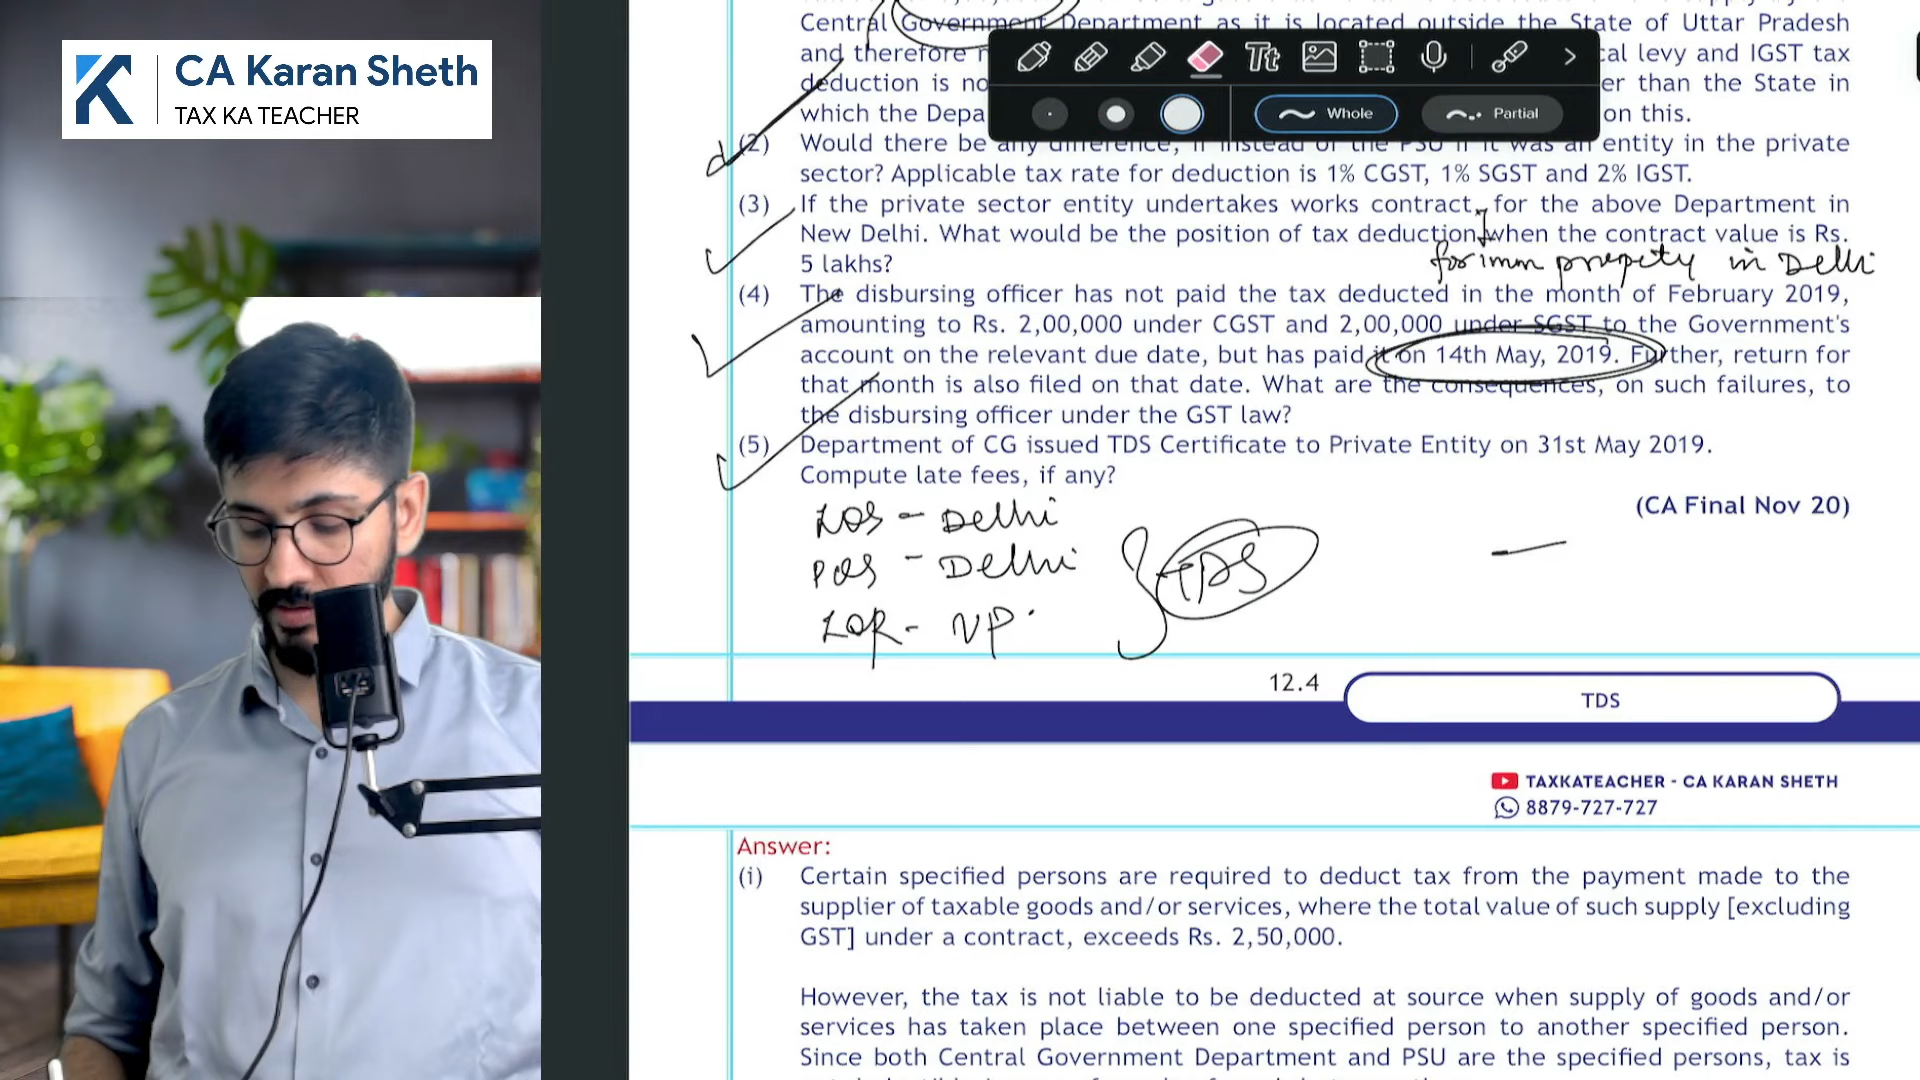 CA Karan Sheth
TAX KA TEACHER
Central Government Department as it is located outside the State of Uttar Pradesh
and therefore cal levy and IGST tax
deduction is no er than the State in
which the Depa on this.
Whole
Partial
Tt
(2) Would there be any difference, if instead of the PSU if it was an entity in the private
sector? Applicable tax rate for deduction is 1% CGST, 1% SGST and 2% IGST.
(3) If the private sector entity undertakes works contract, for the above Department in
New Delhi. What would be the position of tax deduction, when the contract value is Rs.
5 lakhs?
for imm propety in Delhi
(4) The disbursing officer has not paid the tax deducted in the month of February 2019,
amounting to Rs. 2,00,000 under CGST and 2,00,000 under SGST to the Government's
account on the relevant due date, but has paid it on 14th May, 2019. Further, return for
that month is also filed on that date. What are the consequences, on such failures, to
the disbursing officer under the GST law?
(5) Department of CG issued TDS Certificate to Private Entity on 31st May 2019.
Compute late fees, if any?
(CA Final Nov 20)
LOS - Delhi
POS - Delhi
TDS
LOR - UP.
12.4
TDS
TAXKATEACHER - CA KARAN SHETH
8879-727-727
Answer:
(i) Certain specified persons are required to deduct tax from the payment made to the
supplier of taxable goods and/or services, where the total value of such supply [excluding
GST] under a contract, exceeds Rs. 2,50,000.
However, the tax is not liable to be deducted at source when supply of goods and/or
services has taken place between one specified person to another specified person.
Since both Central Government Department and PSU are the specified persons, tax is